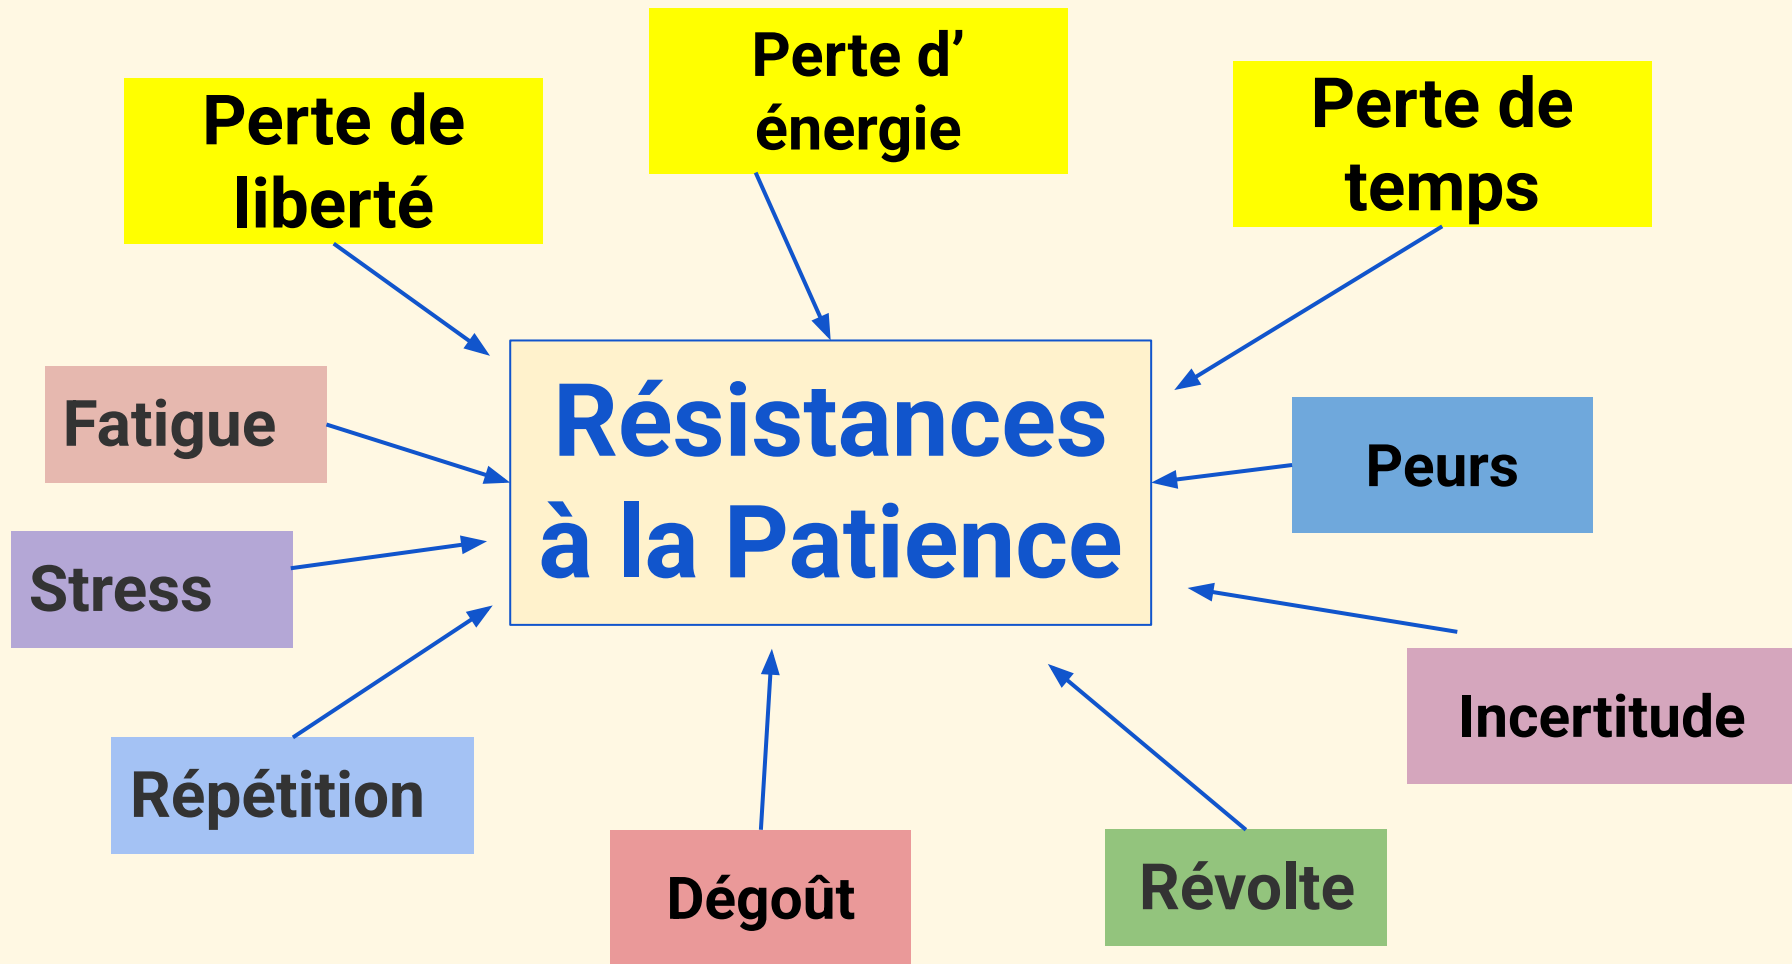 Perte de
liberté
Perte d’
énergie
Perte de
temps
Fatigue
Résistances
à la Patience
Peurs
Stress
Incertitude
Répétition
Dégoût
Révolte